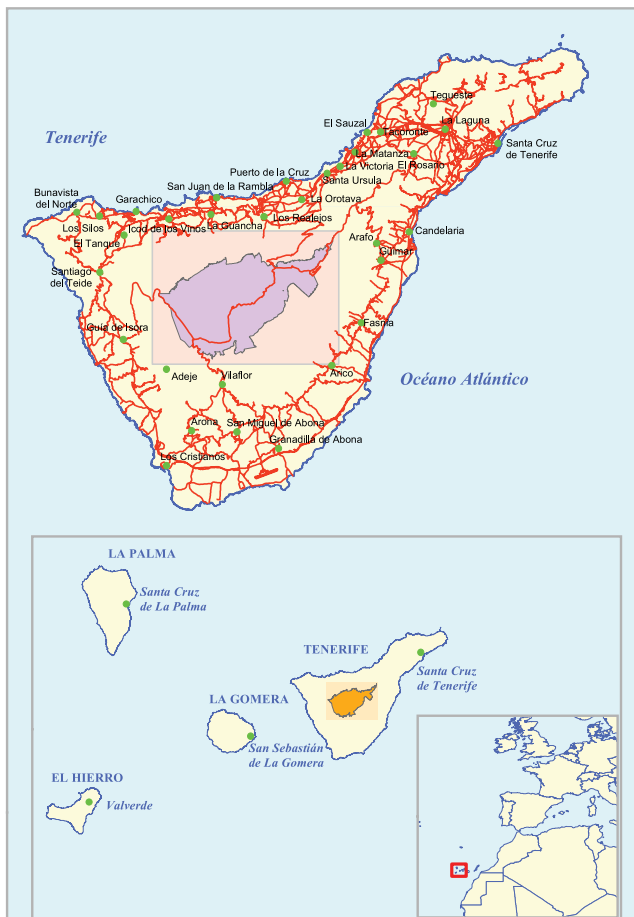 Tenerife
Tegueste
El Sauzal
Tacoronte
La Laguna
Santa Cruz
de Tenerife
La Matanza
El Rosario
La Victoria
Santa Ursula
Puerto de la Cruz
San Juan de la Rambla
La Orotava
Bunavista
del Norte
Garachico
Los Silos
Icod de los Vinos
La Guancha
Los Realejos
El Tanque
Candelaria
Arafo
Guimar
Santiago
del Teide
Guin de Isora
Fasma
Océano Atlántico
Adeje
Vilaflor
Arico
Arona
San Miguel de Abona
Granadilla de Abona
Los Cristianos
LA PALMA
Santa Cruz
de La Palma
TENERIFE
Santa Cruz
de Tenerife
LA GOMERA
San Sebastián
de La Gomera
EL HIERRO
Valverde